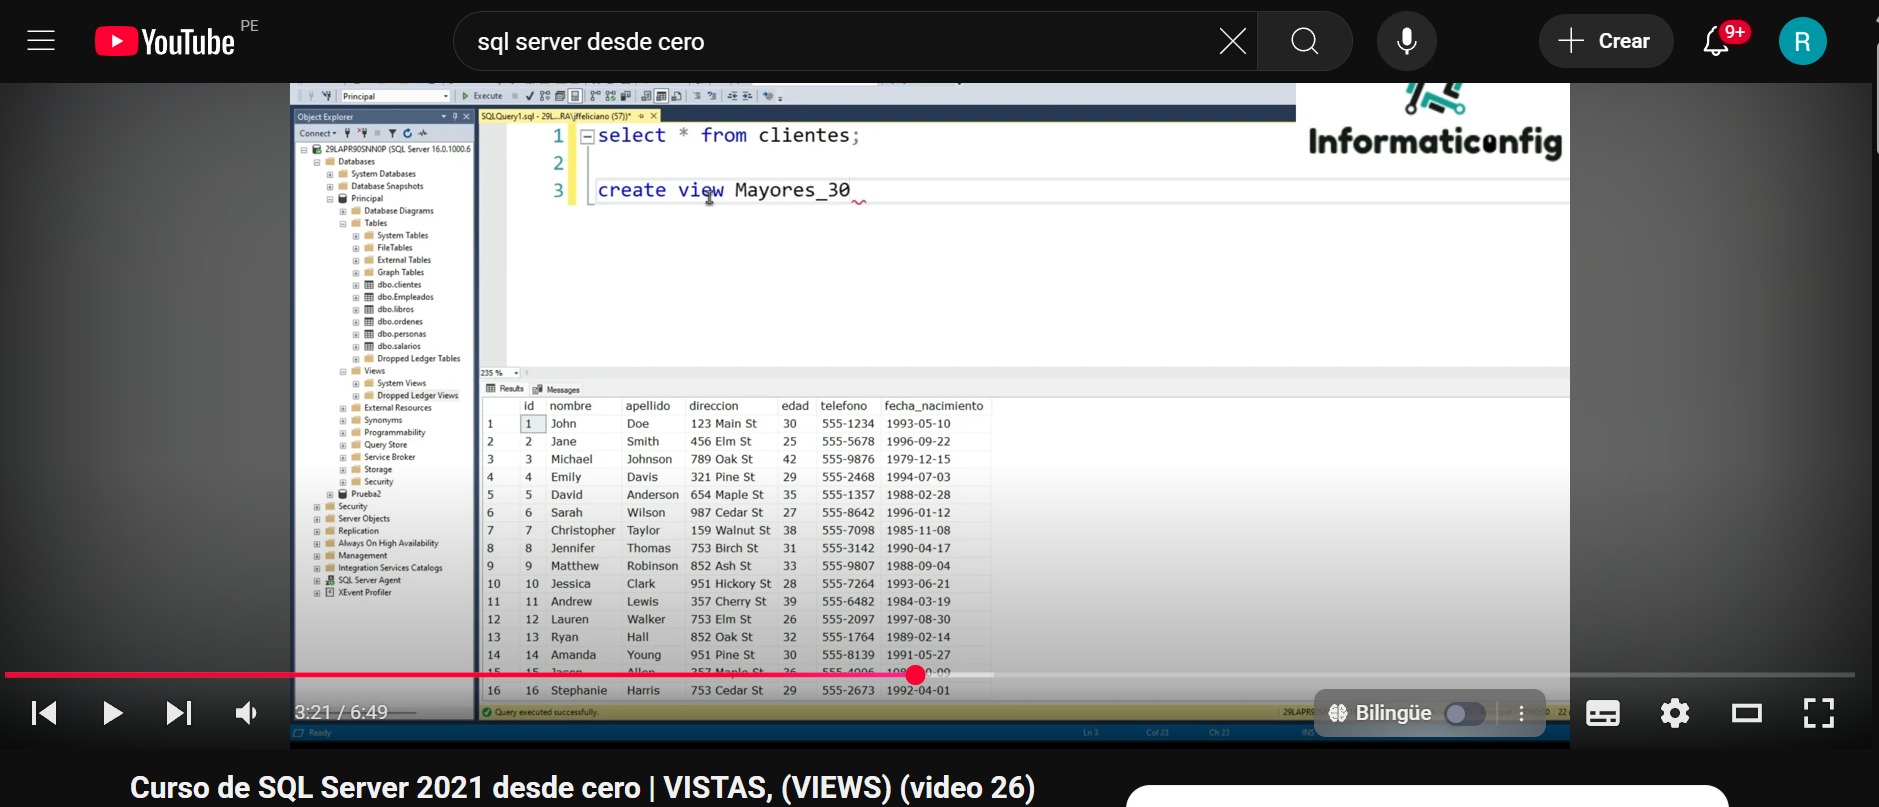 YouTube PE
sql server desde cero
Crear
9+
R
Principal
Execute
Object Explorer
SQLQuery1.sql - 29L...RA\jffeliciano (57))*
Connect
Informaticonfig
1 select * from clientes;
2
3 create view Mayores_30
29LAPR90SNN0P (SQL Server 16.0.1000.6
Databases
System Databases
Database Snapshots
Principal
Database Diagrams
Tables
System Tables
FileTables
External Tables
Graph Tables
dbo.clientes
dbo.Empleados
dbo.libros
dbo.ordenes
dbo.personas
dbo.salarios
Dropped Ledger Tables
Views
System Views
Dropped Ledger Views
External Resources
Synonyms
Programmability
Query Store
Service Broker
Storage
Security
Prueba2
Security
Server Objects
Replication
Always On High Availability
Management
Integration Services Catalogs
SQL Server Agent
XEvent Profiler
235 %
Results Messages
id nombre apellido direccion edad telefono fecha_nacimiento
1 1 John Doe 123 Main St 30 555-1234 1993-05-10
2 2 Jane Smith 456 Elm St 25 555-5678 1996-09-22
3 3 Michael Johnson 789 Oak St 42 555-9876 1979-12-15
4 4 Emily Davis 321 Pine St 29 555-2468 1994-07-03
5 5 David Anderson 654 Maple St 35 555-1357 1988-02-28
6 6 Sarah Wilson 987 Cedar St 27 555-8642 1996-01-12
7 7 Christopher Taylor 159 Walnut St 38 555-7098 1985-11-08
8 8 Jennifer Thomas 753 Birch St 31 555-3142 1990-04-17
9 9 Matthew Robinson 852 Ash St 33 555-9807 1988-09-04
10 10 Jessica Clark 951 Hickory St 28 555-7264 1993-06-21
11 11 Andrew Lewis 357 Cherry St 39 555-6482 1984-03-19
12 12 Lauren Walker 753 Elm St 26 555-2097 1997-08-30
13 13 Ryan Hall 852 Oak St 32 555-1764 1989-02-14
14 14 Amanda Young 951 Pine St 30 555-8139 1991-05-27
15 15 Jason Allen 357 Maple St 36
16 16 Stephanie Harris 753 Cedar St 29 555-2673 1992-04-01
3:21 / 6:49
Query executed successfully.
Bilingüe
Ready
Ln 3 Col 23 Ch 23 INS
Curso de SQL Server 2021 desde cero | VISTAS, (VIEWS) (video 26)